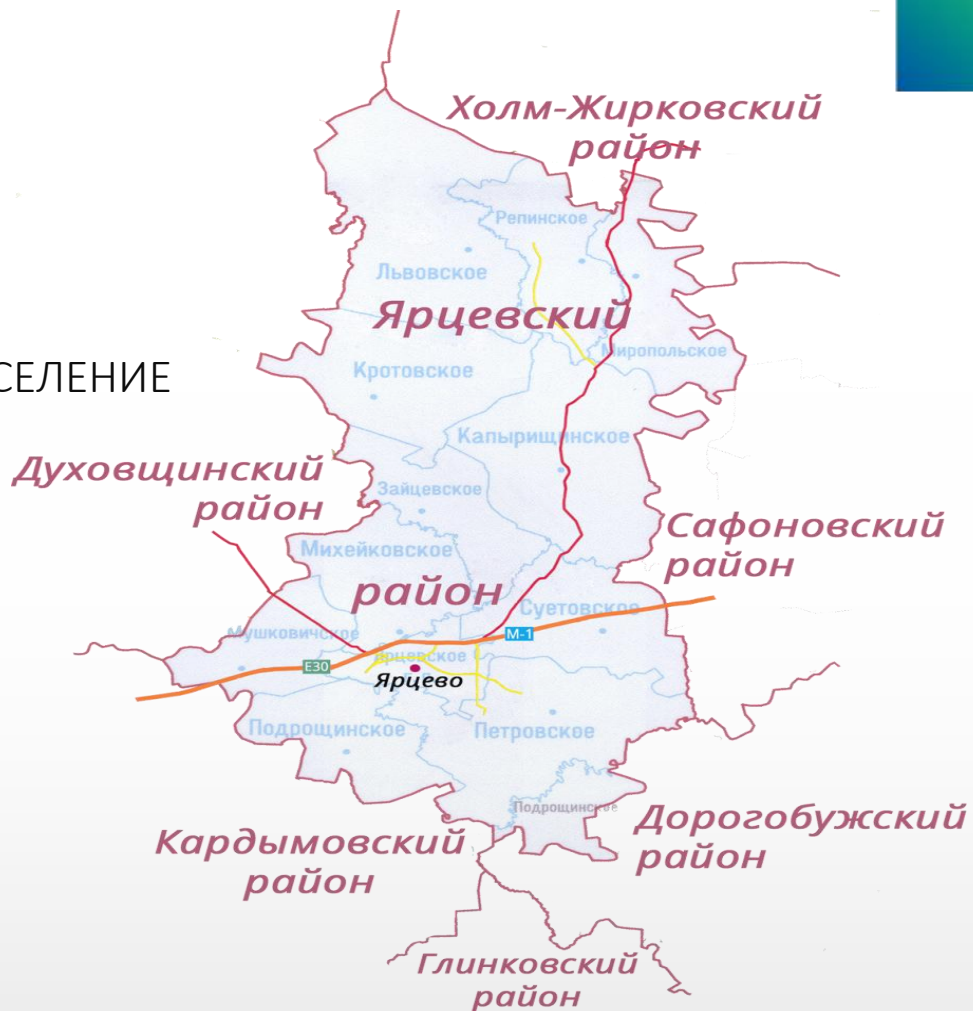 Холм-Жирковский
район
Репинское
Львовское
Ярцевский
Миропольское
СЕЛЕНИЕ
Кротовское
Капырищинское
Духовщинский
район
Зайцевское
Сафоновский
район
Михейковское
район
Суетовское
Мушковичское
М-1
Е30
Ярцевское
Ярцево
Подрощинское
Петровское
Подрощинское
Дорогобужский
район
Кардымовский
район
Глинковский
район